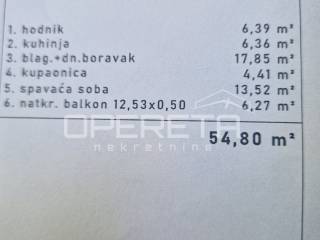 1. hodnik 6,39 m²
2. kuhinja 6,36 m²
3. blag.+dn.boravak 17,85 m²
4. kupaonica 4,41 m²
5. spavaća soba 13,52 m²
6. natkr. balkon 12,53x0,50 6,27 m²
OPERETA
nekretnine
54,80 m²